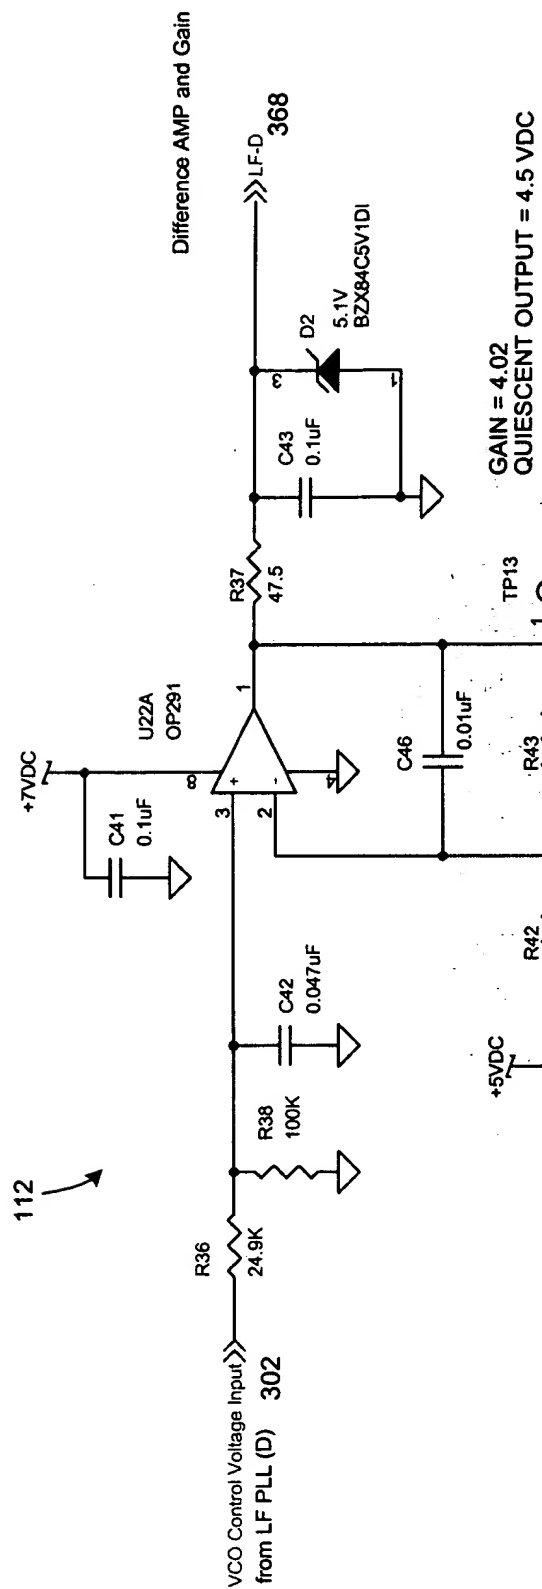 Difference AMP and Gain
112
+7VDC
C41
0.1uF
U22A
OP291
8
3
+
2
-
1
4
VCO Control Voltage Input
from LF PLL (D)
302
R36
24.9K
R38
100K
C42
0.047uF
R37
47.5
C43
0.1uF
D2
5.1V
BZX84C5V1DI
3
1
LF-D
368
C46
0.01uF
+5VDC
R42
R43
TP13
1
GAIN = 4.02
QUIESCENT OUTPUT = 4.5 VDC